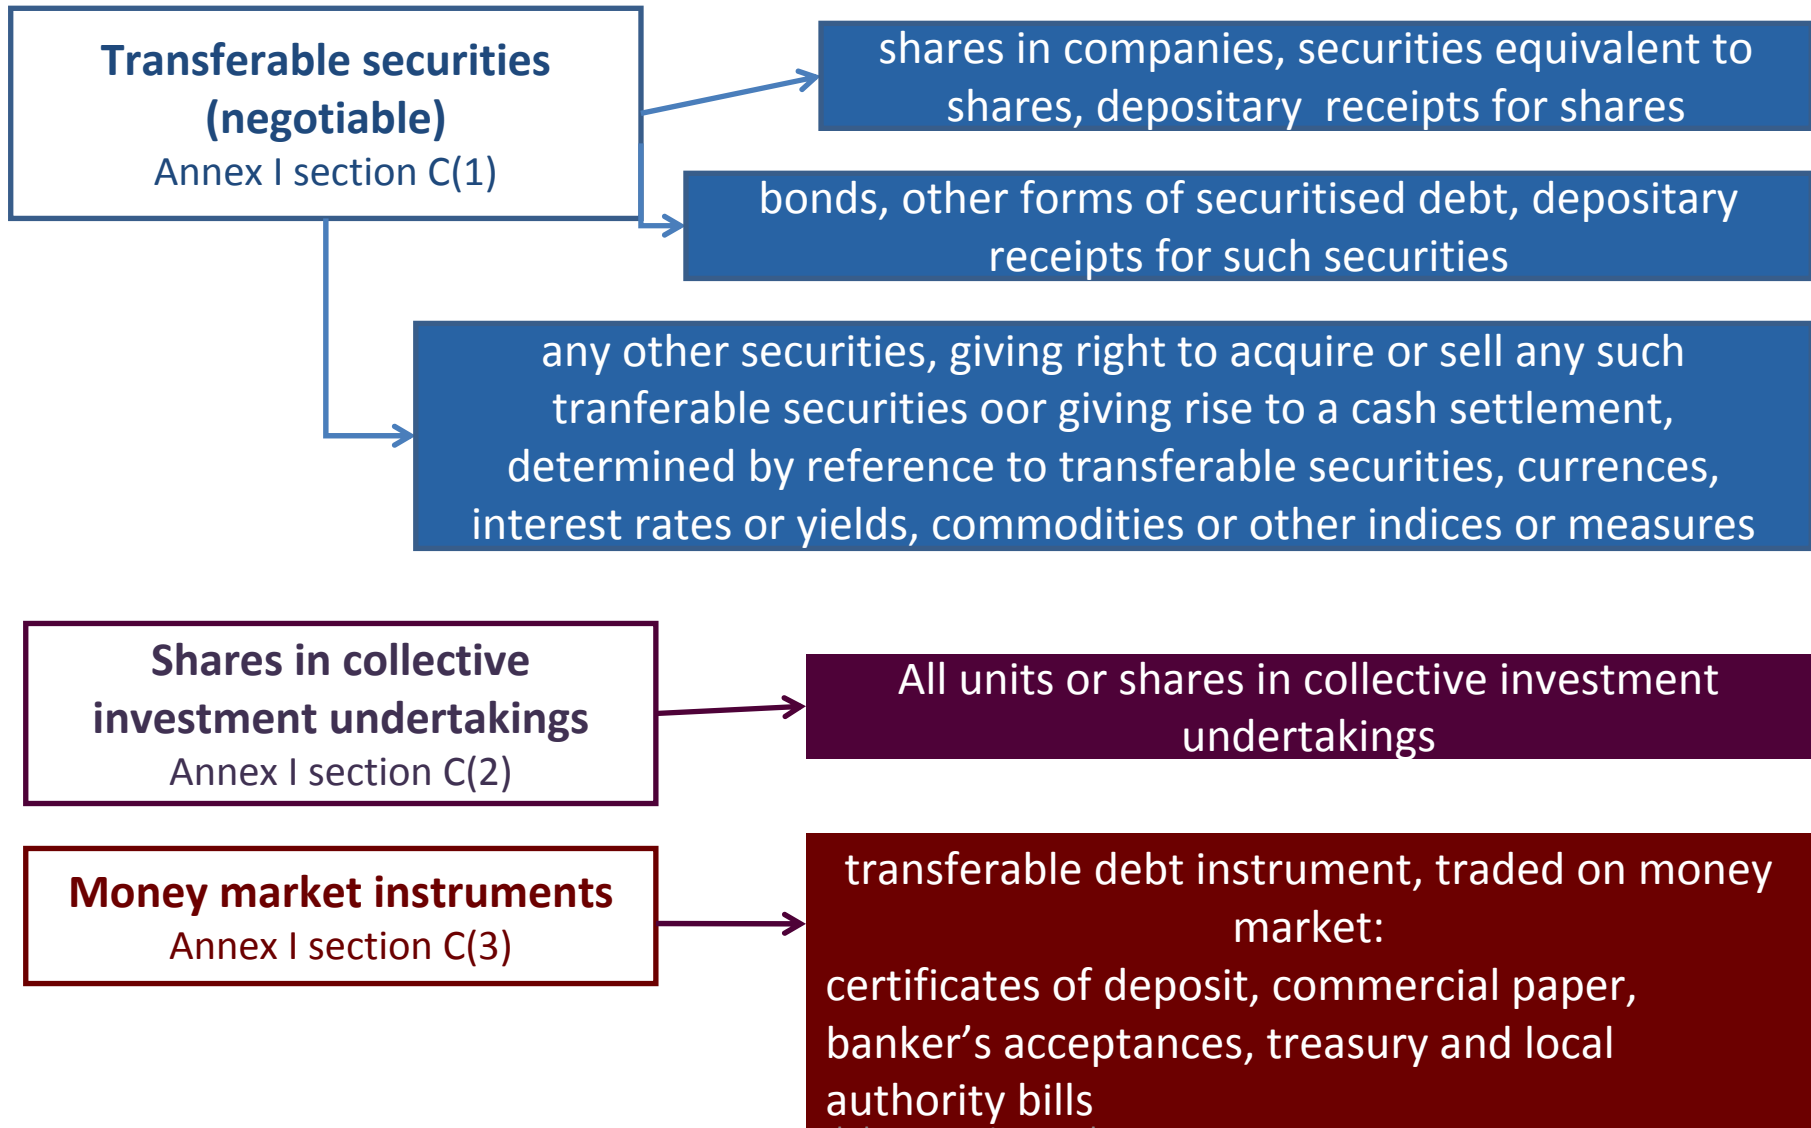 Transferable securities
(negotiable)
Annex I section C(1)
shares in companies, securities equivalent to
shares, depositary receipts for shares
bonds, other forms of securitised debt, depositary
receipts for such securities
any other securities, giving right to acquire or sell any such
tranferable securities oor giving rise to a cash settlement,
determined by reference to transferable securities, currences,
interest rates or yields, commodities or other indices or measures
Shares in collective
investment undertakings
Annex I section C(2)
All units or shares in collective investment
undertakings
Money market instruments
Annex I section C(3)
transferable debt instrument, traded on money
market:
certificates of deposit, commercial paper,
banker’s acceptances, treasury and local
authority bills